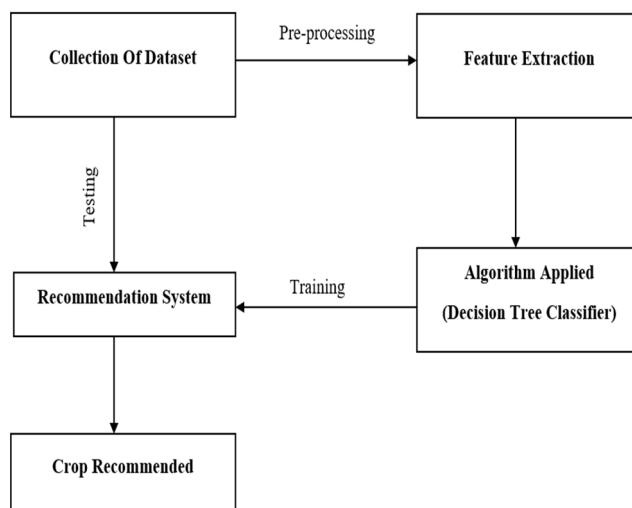 Collection Of Dataset
Pre-processing
Feature Extraction
Testing
Recommendation System
Training
Algorithm Applied
(Decision Tree Classifier)
Crop Recommended